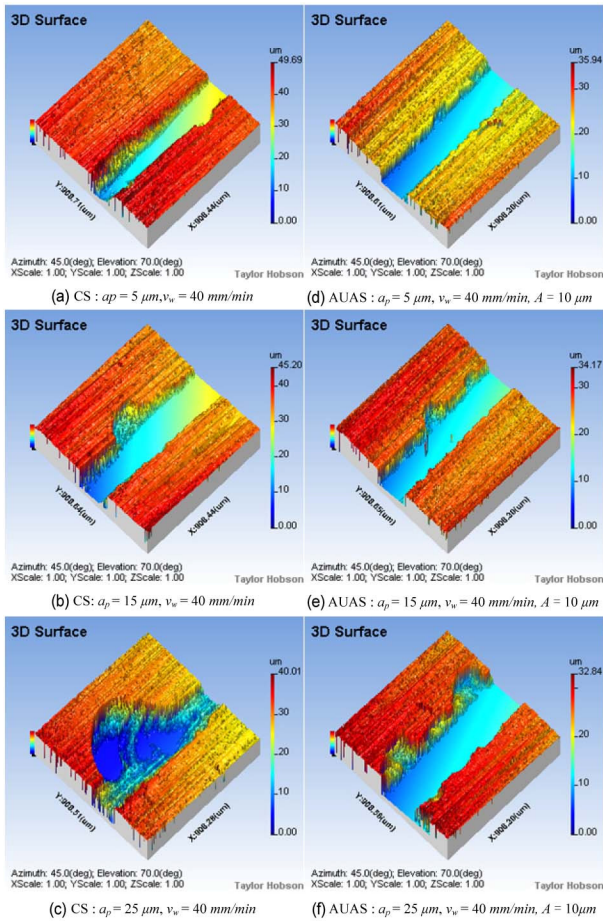 3D Surface
um
49.69
40
30
20
10
0.00
Y:908.71(um)
X:908.44(um)
Azimuth: 45.0(deg); Elevation: 70.0(deg)
XScale: 1.00; YScale: 1.00; ZScale: 1.00
Taylor Hobson
(a) CS : ap = 5 μm,vw = 40 mm/min
3D Surface
um
35.94
30
20
10
0.00
Y:908.61(um)
X:908.20(um)
Azimuth: 45.0(deg); Elevation: 70.0(deg)
XScale: 1.00; YScale: 1.00; ZScale: 1.00
Taylor Hobson
(d) AUAS : ap = 5 μm, vw = 40 mm/min, A = 10 μm
3D Surface
um
45.20
40
30
20
10
0.00
Y:908.64(um)
X:908.44(um)
Azimuth: 45.0(deg); Elevation: 70.0(deg)
XScale: 1.00; YScale: 1.00; ZScale: 1.00
Taylor Hobson
(b) CS: ap = 15 μm, vw = 40 mm/min
3D Surface
um
34.17
30
20
10
0.00
Y:908.65(um)
X:908.20(um)
Azimuth: 45.0(deg); Elevation: 70.0(deg)
XScale: 1.00; YScale: 1.00; ZScale: 1.00
Taylor Hobson
(e) AUAS : ap = 15 μm, vw = 40 mm/min, A = 10 μm
3D Surface
um
40.01
30
20
10
0.00
Y:908.51(um)
X:908.28(um)
Azimuth: 45.0(deg); Elevation: 70.0(deg)
XScale: 1.00; YScale: 1.00; ZScale: 1.00
Taylor Hobson
(c) CS : ap = 25 μm, vw = 40 mm/min
3D Surface
um
32.84
30
20
10
0.00
Y:908.56(um)
X:908.20(um)
Azimuth: 45.0(deg); Elevation: 70.0(deg)
XScale: 1.00; YScale: 1.00; ZScale: 1.00
Taylor Hobson
(f) AUAS : ap = 25 μm, vw = 40 mm/min, A = 10μm